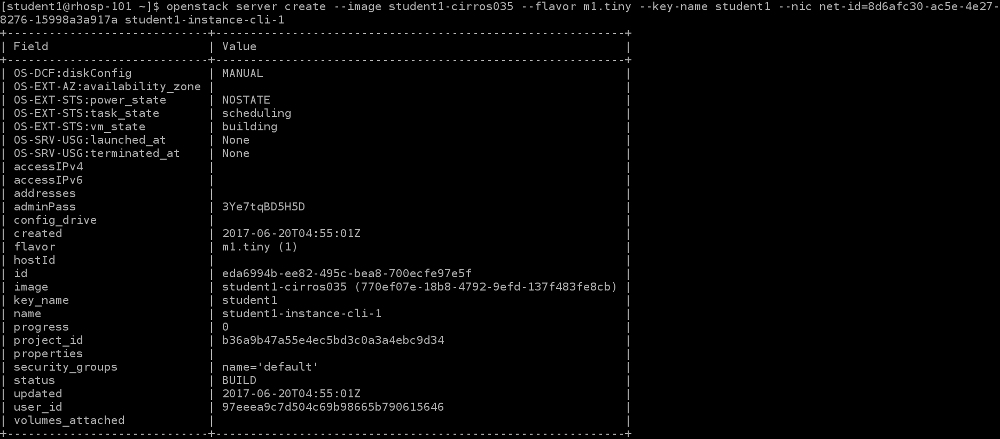 [student1@rhosp-101 ~]$ openstack server create --image student1-cirros035 --flavor m1.tiny --key-name student1 --nic net-id=8d6afc30-ac5e-4e27-
8276-15998a3a917a student1-instance-cli-1
+-----------------------------+----------------------------------------------------------+
| Field                       | Value                                                    |
+-----------------------------+----------------------------------------------------------+
| OS-DCF:diskConfig           | MANUAL                                                   |
| OS-EXT-AZ:availability_zone |                                                          |
| OS-EXT-STS:power_state      | NOSTATE                                                  |
| OS-EXT-STS:task_state       | scheduling                                               |
| OS-EXT-STS:vm_state         | building                                                 |
| OS-SRV-USG:launched_at      | None                                                     |
| OS-SRV-USG:terminated_at    | None                                                     |
| accessIPv4                  |                                                          |
| accessIPv6                  |                                                          |
| addresses                   |                                                          |
| adminPass                   | 3Ye7tqBD5H5D                                             |
| config_drive                |                                                          |
| created                     | 2017-06-20T04:55:01Z                                     |
| flavor                      | m1.tiny (1)                                              |
| hostId                      |                                                          |
| id                          | eda6994b-ee82-495c-bea8-700ecfe97e5f                     |
| image                       | student1-cirros035 (770ef07e-18b8-4792-9efd-137f483fe8cb) |
| key_name                    | student1                                                 |
| name                        | student1-instance-cli-1                                  |
| progress                    | 0                                                        |
| project_id                  | b36a9b47a55e4ec5bd3c0a3a4ebc9d34                         |
| properties                  |                                                          |
| security_groups             | name='default'                                           |
| status                      | BUILD                                                    |
| updated                     | 2017-06-20T04:55:01Z                                     |
| user_id                     | 97eeea9c7d504c69b98665b790615646                         |
| volumes_attached            |                                                          |
+-----------------------------+----------------------------------------------------------+